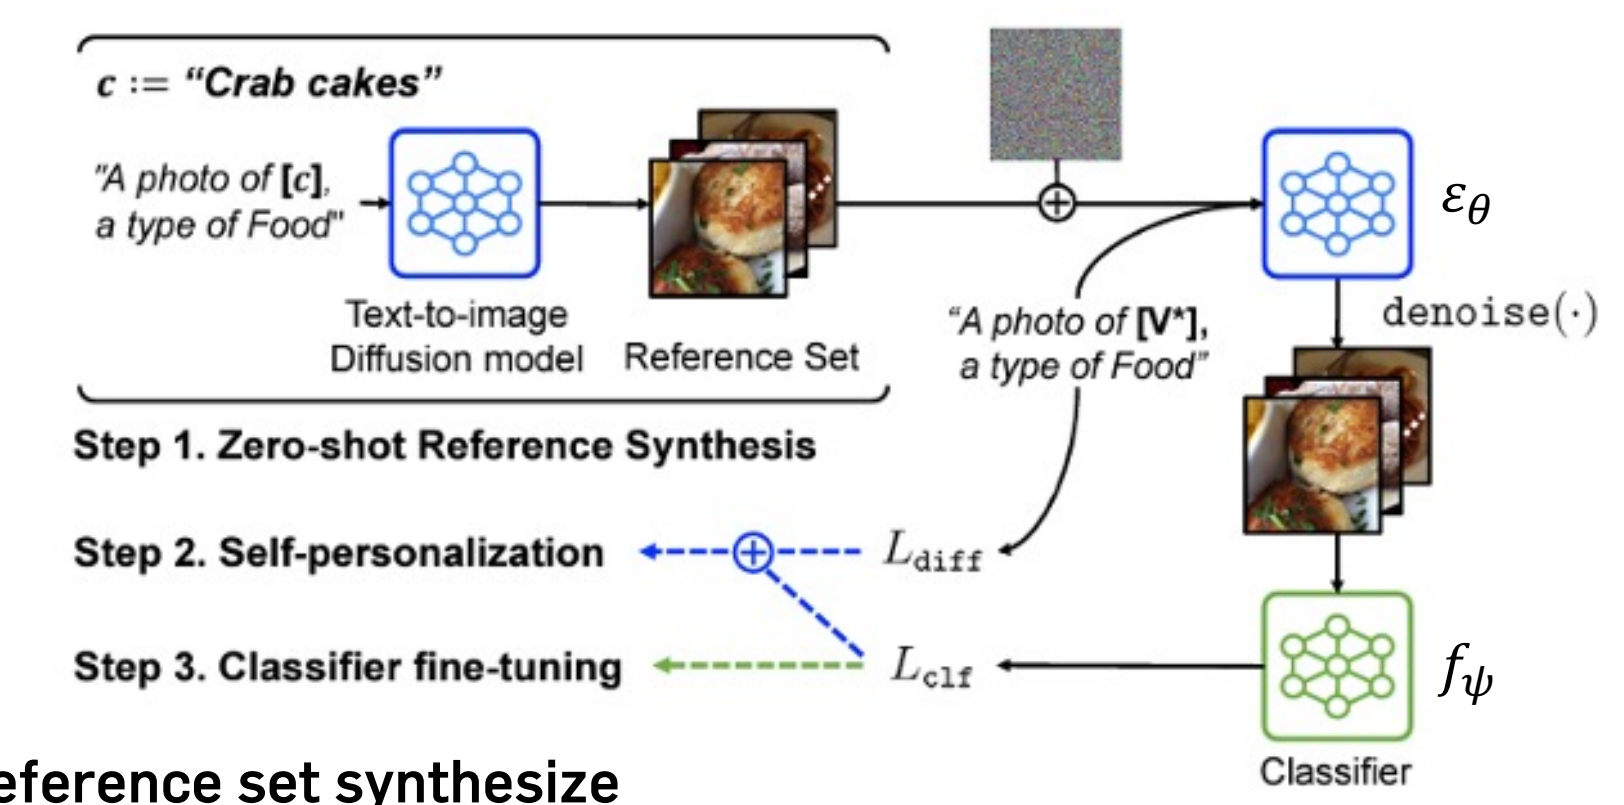 c := “Crab cakes”
"A photo of [c],
a type of Food"
Text-to-image
Diffusion model
Reference Set
εθ
denoise(·)
“A photo of [V*],
a type of Food”
Step 1. Zero-shot Reference Synthesis
Step 2. Self-personalization
Ldiff
Step 3. Classifier fine-tuning
Lclf
fψ
Classifier
eference set synthesize